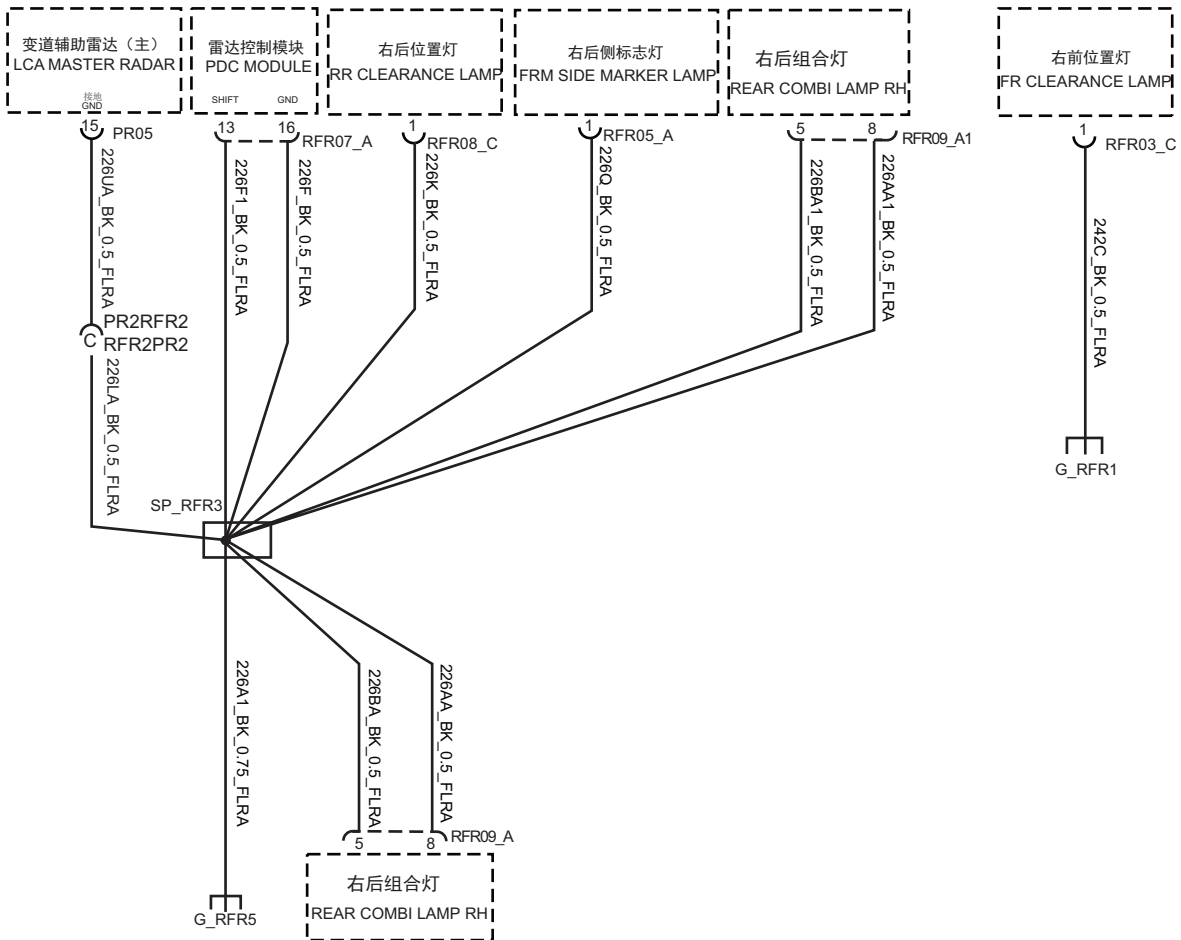 变道辅助雷达（主）
LCA MASTER RADAR
接地
GND
15
PR05
雷达控制模块
PDC MODULE
SHIFT
GND
13
16
RFR07_A
右后位置灯
RR CLEARANCE LAMP
1
RFR08_C
右后侧标志灯
FRM SIDE MARKER LAMP
1
RFR05_A
右后组合灯
REAR COMBI LAMP RH
5
8
RFR09_A1
右前位置灯
FR CLEARANCE LAMP
1
RFR03_C
226UA_BK_0.5_FLRA
226F1_BK_0.5_FLRA
226F_BK_0.5_FLRA
226K_BK_0.5_FLRA
226Q_BK_0.5_FLRA
226BA1_BK_0.5_FLRA
226AA1_BK_0.5_FLRA
242C_BK_0.5_FLRA
PR2RFR2
C
RFR2PR2
226LA_BK_0.5_FLRA
G_RFR1
SP_RFR3
226A1_BK_0.75_FLRA
226BA_BK_0.5_FLRA
226AA_BK_0.5_FLRA
5
8
RFR09_A
右后组合灯
REAR COMBI LAMP RH
G_RFR5